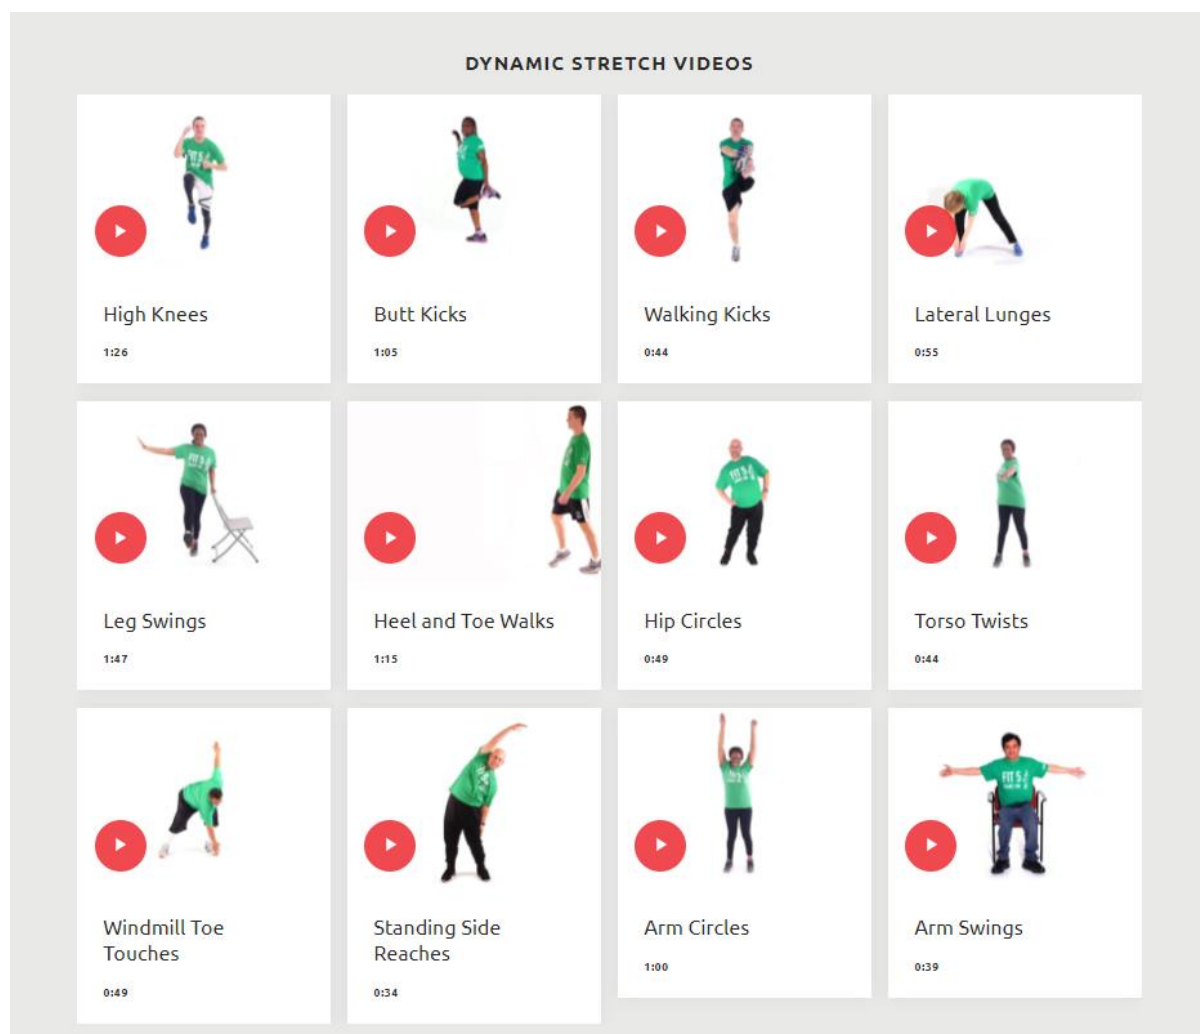 DYNAMIC STRETCH VIDEOS
High Knees
1:26
Butt Kicks
1:05
Walking Kicks
0:44
Lateral Lunges
0:55
Leg Swings
1:47
Heel and Toe Walks
1:15
Hip Circles
0:49
Torso Twists
0:44
Windmill Toe
Touches
0:49
Standing Side
Reaches
0:34
Arm Circles
1:00
FIT 5
Arm Swings
0:39